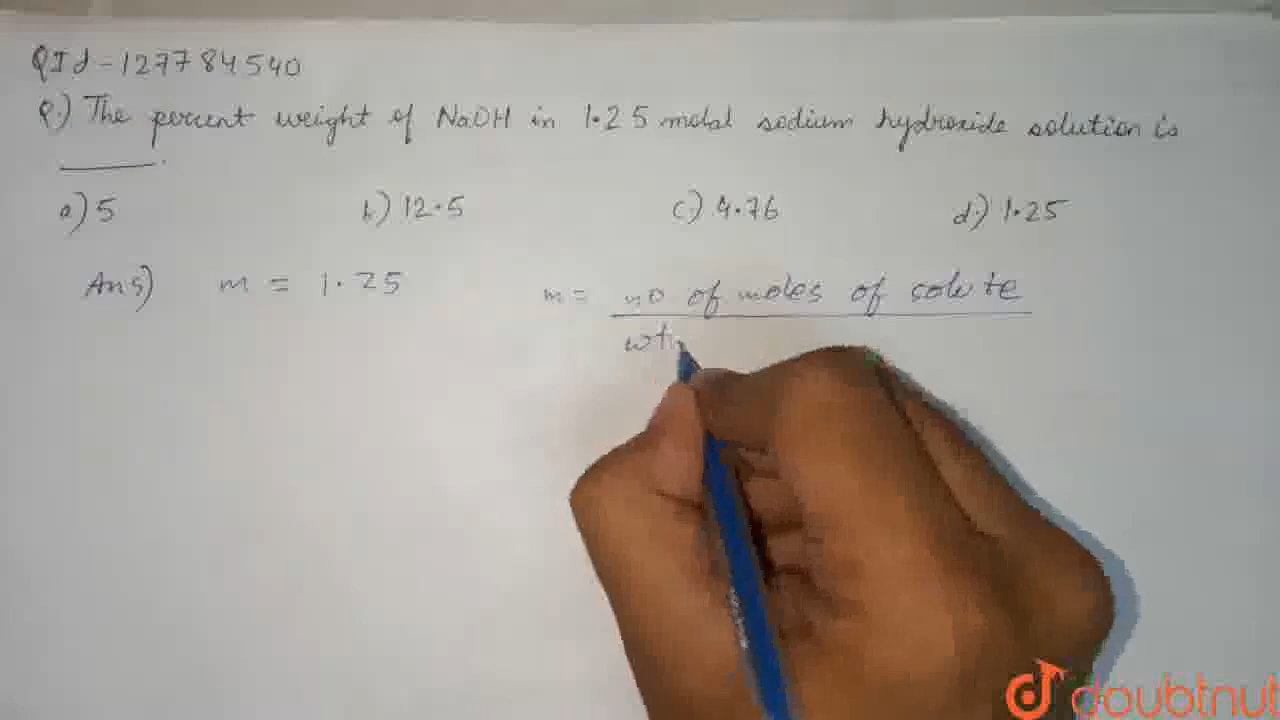 QId - 127784540
Q.) The percent weight of NaOH in 1.25 molal sodium hydroxide solution is
______.
a) 5 b) 12.5 c) 4.76 d) 1.25
Ans) m = 1.25 m = no of moles of solute
wt
doubtnut